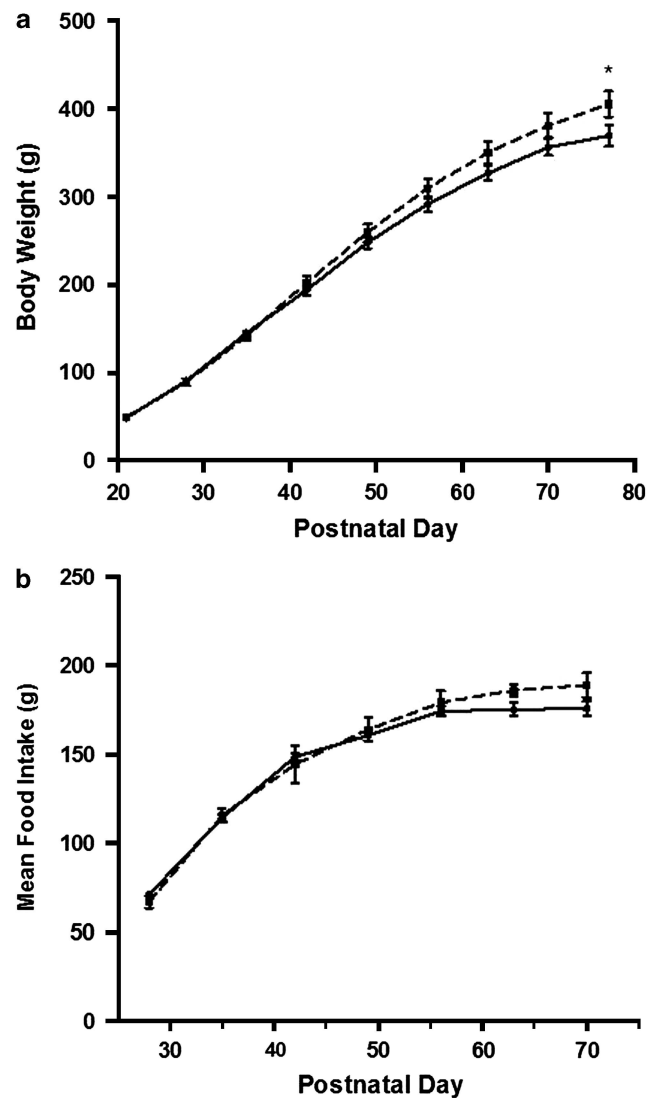 a
500
*
400
300
200
100
0
Body Weight (g)
20 30 40 50 60 70 80
Postnatal Day
b
250
200
150
100
50
0
Mean Food Intake (g)
30 40 50 60 70
Postnatal Day